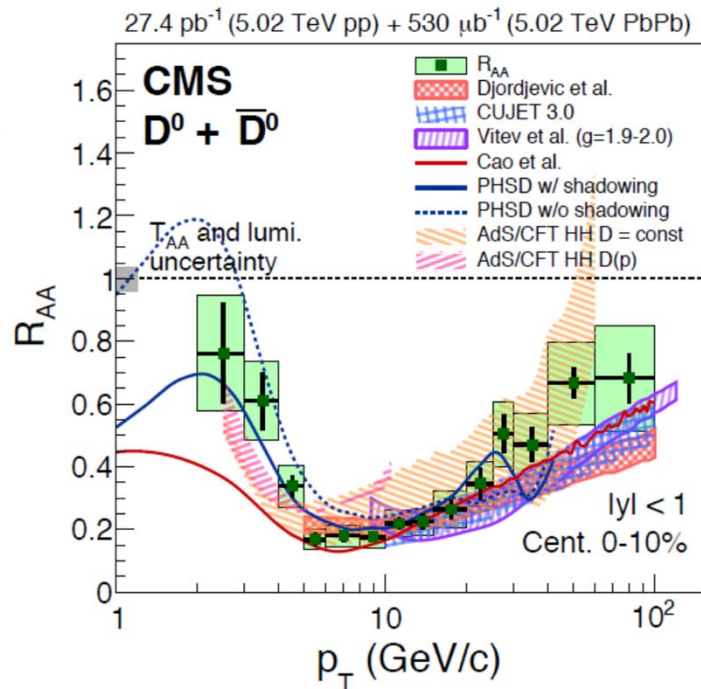 27.4 pb⁻¹ (5.02 TeV pp) + 530 μb⁻¹ (5.02 TeV PbPb)
CMS
D⁰ + D̅⁰
R_AA
Djordjevic et al.
CUJET 3.0
Vitev et al. (g=1.9-2.0)
Cao et al.
PHSD w/ shadowing
PHSD w/o shadowing
AdS/CFT HH D = const
AdS/CFT HH D(p)
T_AA and lumi.
uncertainty
|y| < 1
Cent. 0-10%
R_AA
1.6
1.4
1.2
1
0.8
0.6
0.4
0.2
0
1
10
10²
p_T (GeV/c)